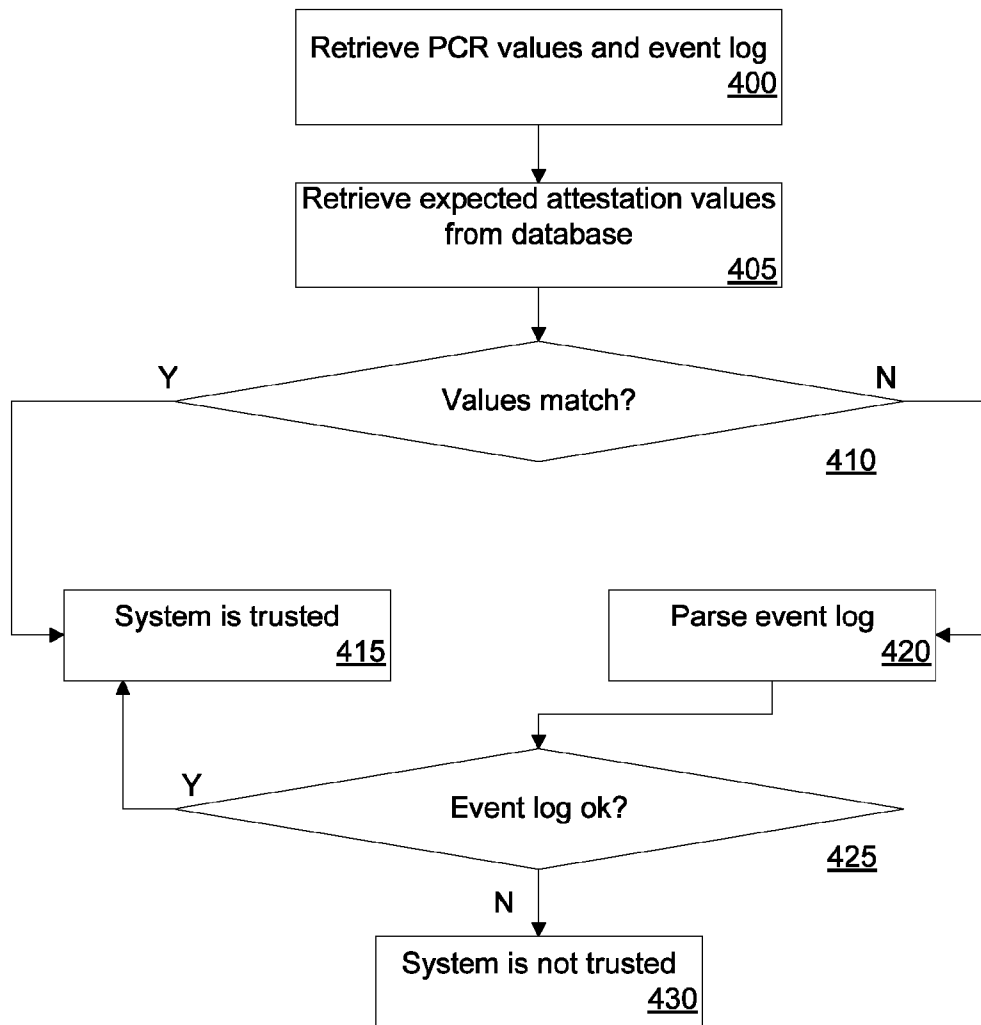 Retrieve PCR values and event log
400
Retrieve expected attestation values
from database
405
Y
N
Values match?
410
System is trusted
415
Parse event log
420
Y
Event log ok?
425
N
System is not trusted
430